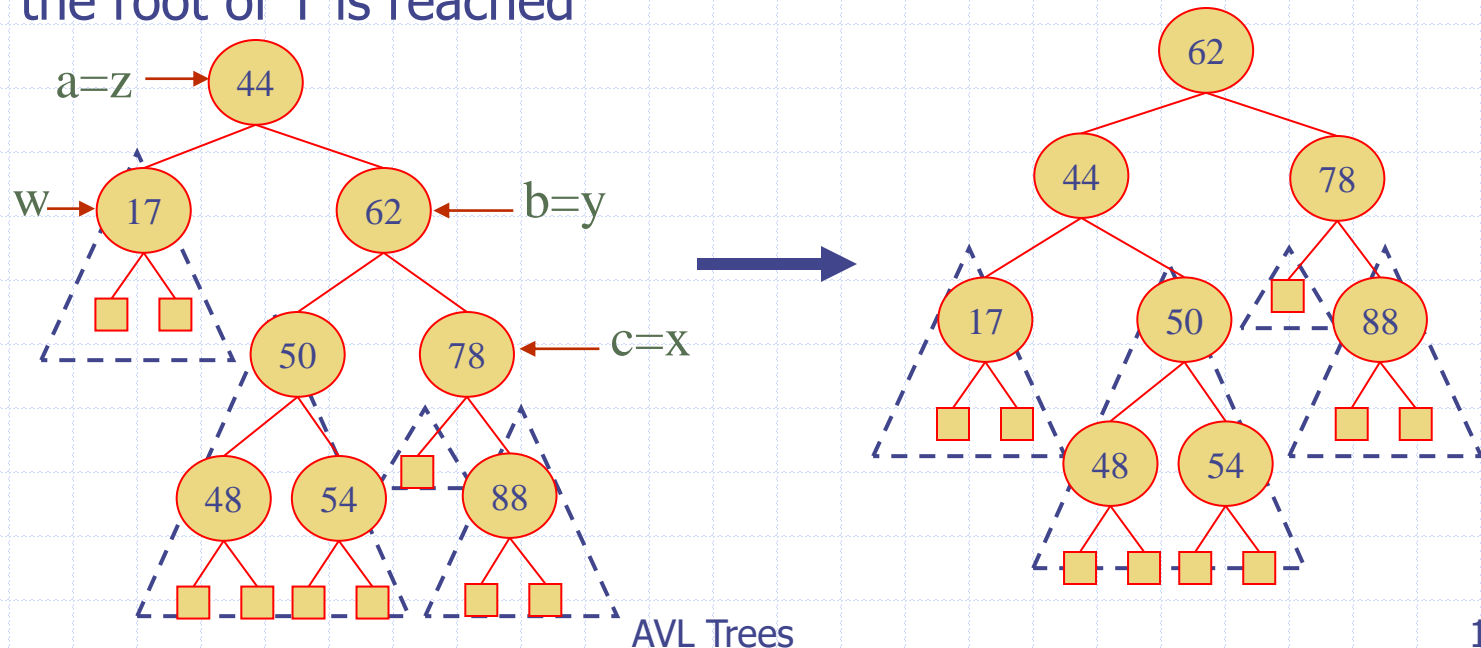 the root of T is reached
a=z 44
w 17 62 b=y
50 78 c=x
48 54 88
62
44 78
17 50 88
48 54
AVL Trees